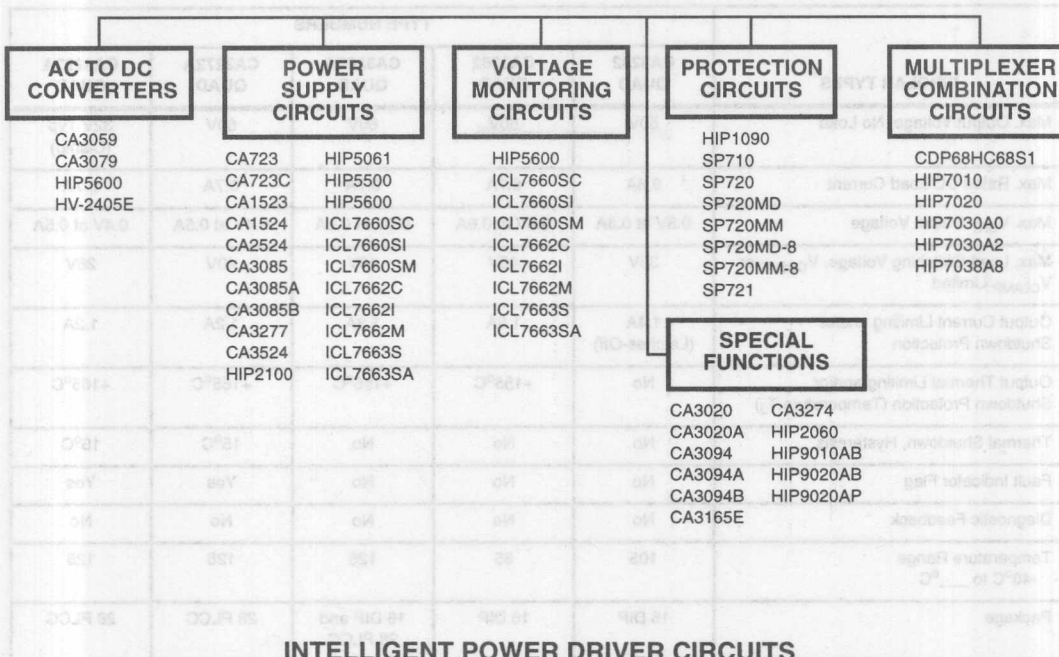 AC TO DC
CONVERTERS
CA3059
CA3079
HIP5600
HV-2405E
POWER
SUPPLY
CIRCUITS
CA723 HIP5061
CA723C HIP5500
CA1523 HIP5600
CA1524 ICL7660SC
CA2524 ICL7660SI
CA3085 ICL7660SM
CA3085A ICL7662C
CA3085B ICL7662I
CA3277 ICL7662M
CA3524 ICL7663S
HIP2100 ICL7663SA
VOLTAGE
MONITORING
CIRCUITS
HIP5600
ICL7660SC
ICL7660SI
ICL7660SM
ICL7662C
ICL7662I
ICL7662M
ICL7663S
ICL7663SA
PROTECTION
CIRCUITS
HIP1090
SP710
SP720
SP720MD
SP720MM
SP720MD-8
SP720MM-8
SP721
SPECIAL
FUNCTIONS
CA3020 CA3274
CA3020A HIP2060
CA3094 HIP9010AB
CA3094A HIP9020AB
CA3094B HIP9020AP
CA3165E
MULTIPLEXER
COMBINATION
CIRCUITS
CDP68HC68S1
HIP7010
HIP7020
HIP7030A0
HIP7030A2
HIP7038A8
INTELLIGENT POWER DRIVER CIRCUITS